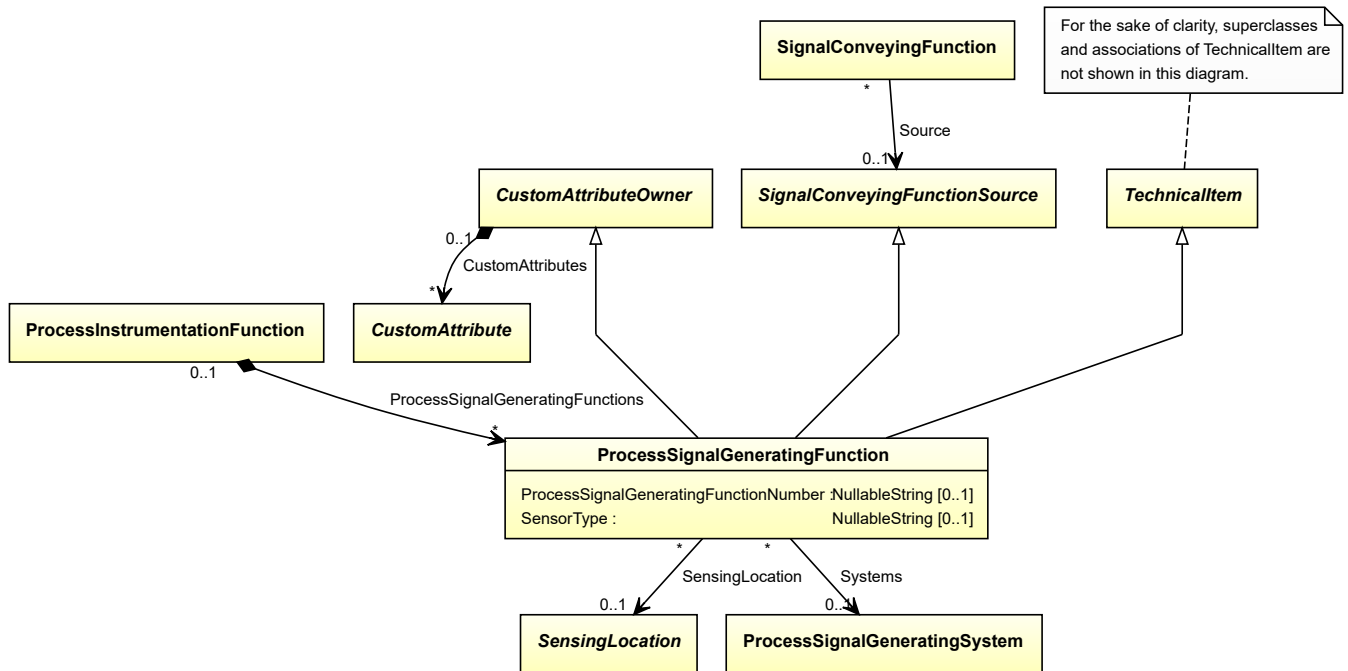 For the sake of clarity, superclasses
and associations of TechnicalItem are
not shown in this diagram.
SignalConveyingFunction
*
Source
0..1
CustomAttributeOwner
SignalConveyingFunctionSource
TechnicalItem
0..1
CustomAttributes
*
ProcessInstrumentationFunction
CustomAttribute
0..1
ProcessSignalGeneratingFunctions
*
ProcessSignalGeneratingFunction
ProcessSignalGeneratingFunctionNumber :NullableString [0..1]
SensorType : NullableString [0..1]
* *
SensingLocation Systems
0..1 0..1
SensingLocation
ProcessSignalGeneratingSystem